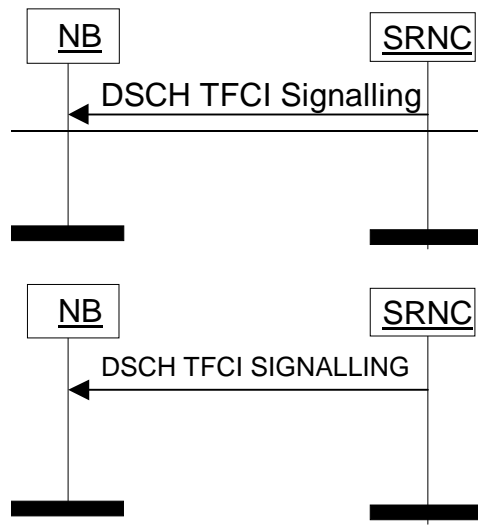 NB
SRNC
DSCH TFCI Signalling
NB
SRNC
DSCH TFCI SIGNALLING